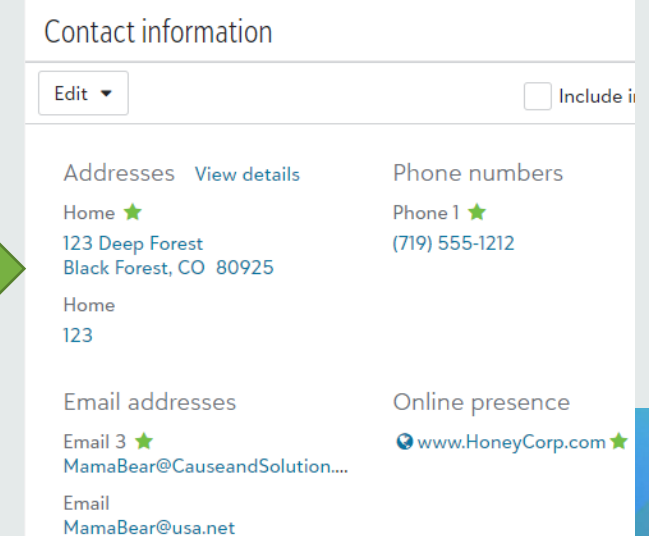 Contact information
Edit
Include
Addresses View details
Home
123 Deep Forest
Black Forest, CO 80925
Home
123
Phone numbers
Phone 1
(719) 555-1212
Email addresses
Email 3
MamaBear@CauseandSolution....
Email
MamaBear@usa.net
Online presence
www.HoneyCorp.com